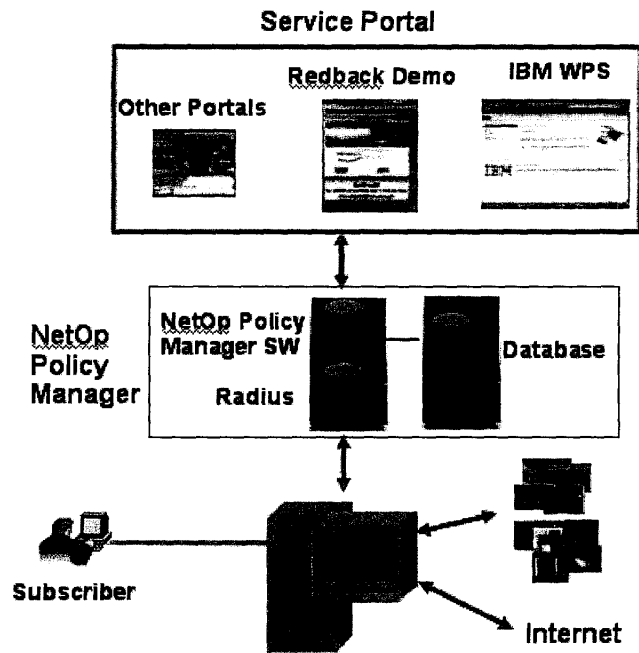 Service Portal
Redback Demo
IBM WPS
Other Portals
IBM
NetOp Policy
Manager SW
Radius
Database
NetOp
Policy
Manager
Subscriber
Internet